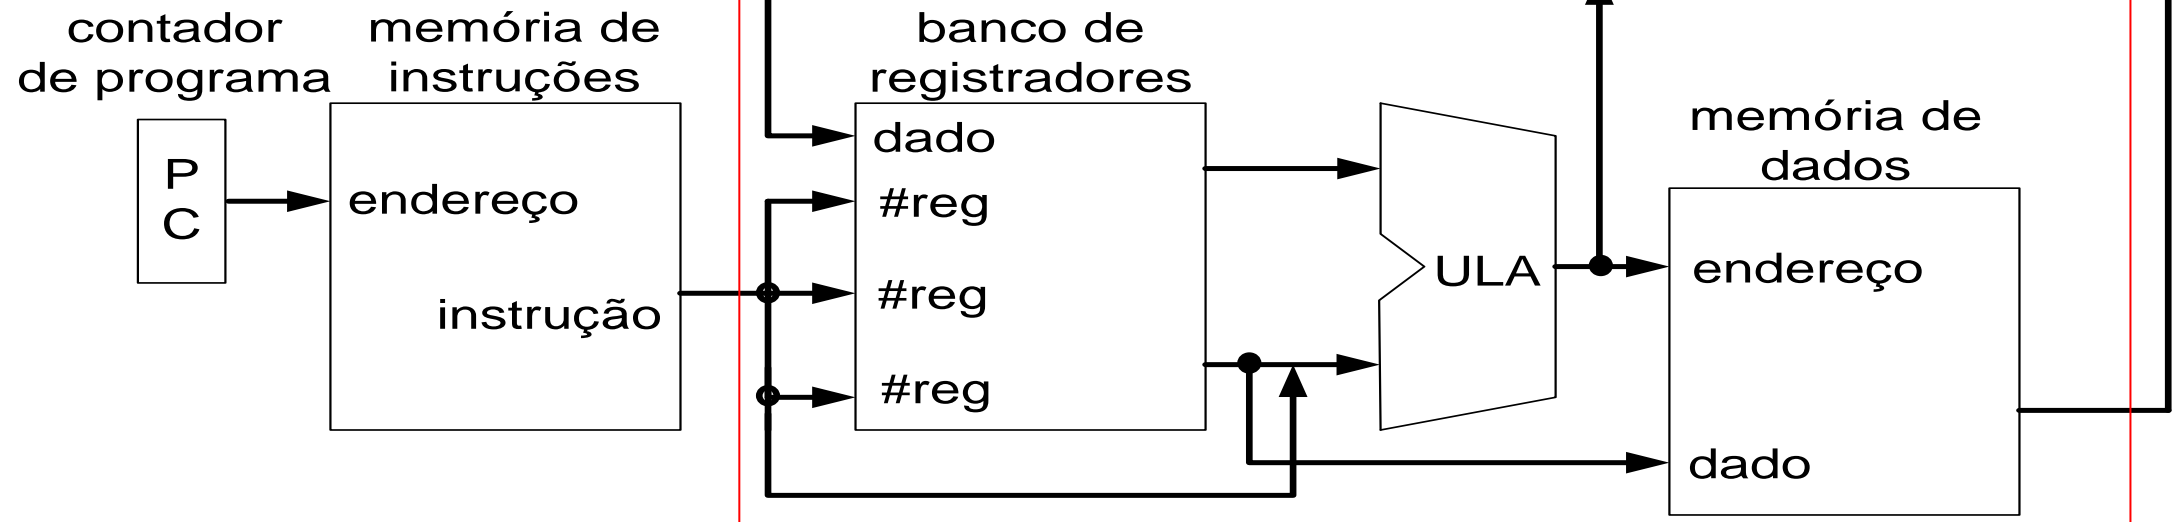 contador
de programa
memória de
instruções
banco de
registradores
memória de
dados
P
C
endereço
instrução
dado
#reg
#reg
#reg
ULA
endereço
dado